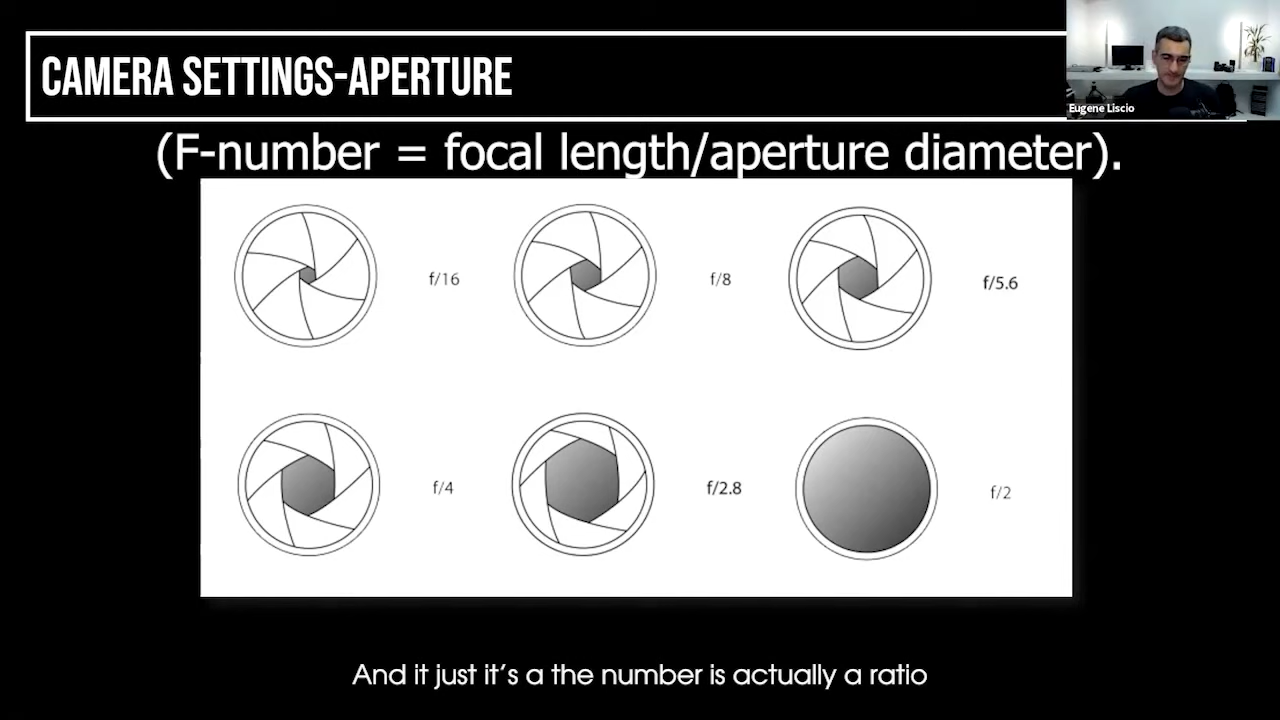 CAMERA SETTINGS-APERTURE
Eugene Liscio
(F-number = focal length/aperture diameter).
f/16
f/8
f/5.6
f/4
f/2.8
f/2
And it just it's a the number is actually a ratio